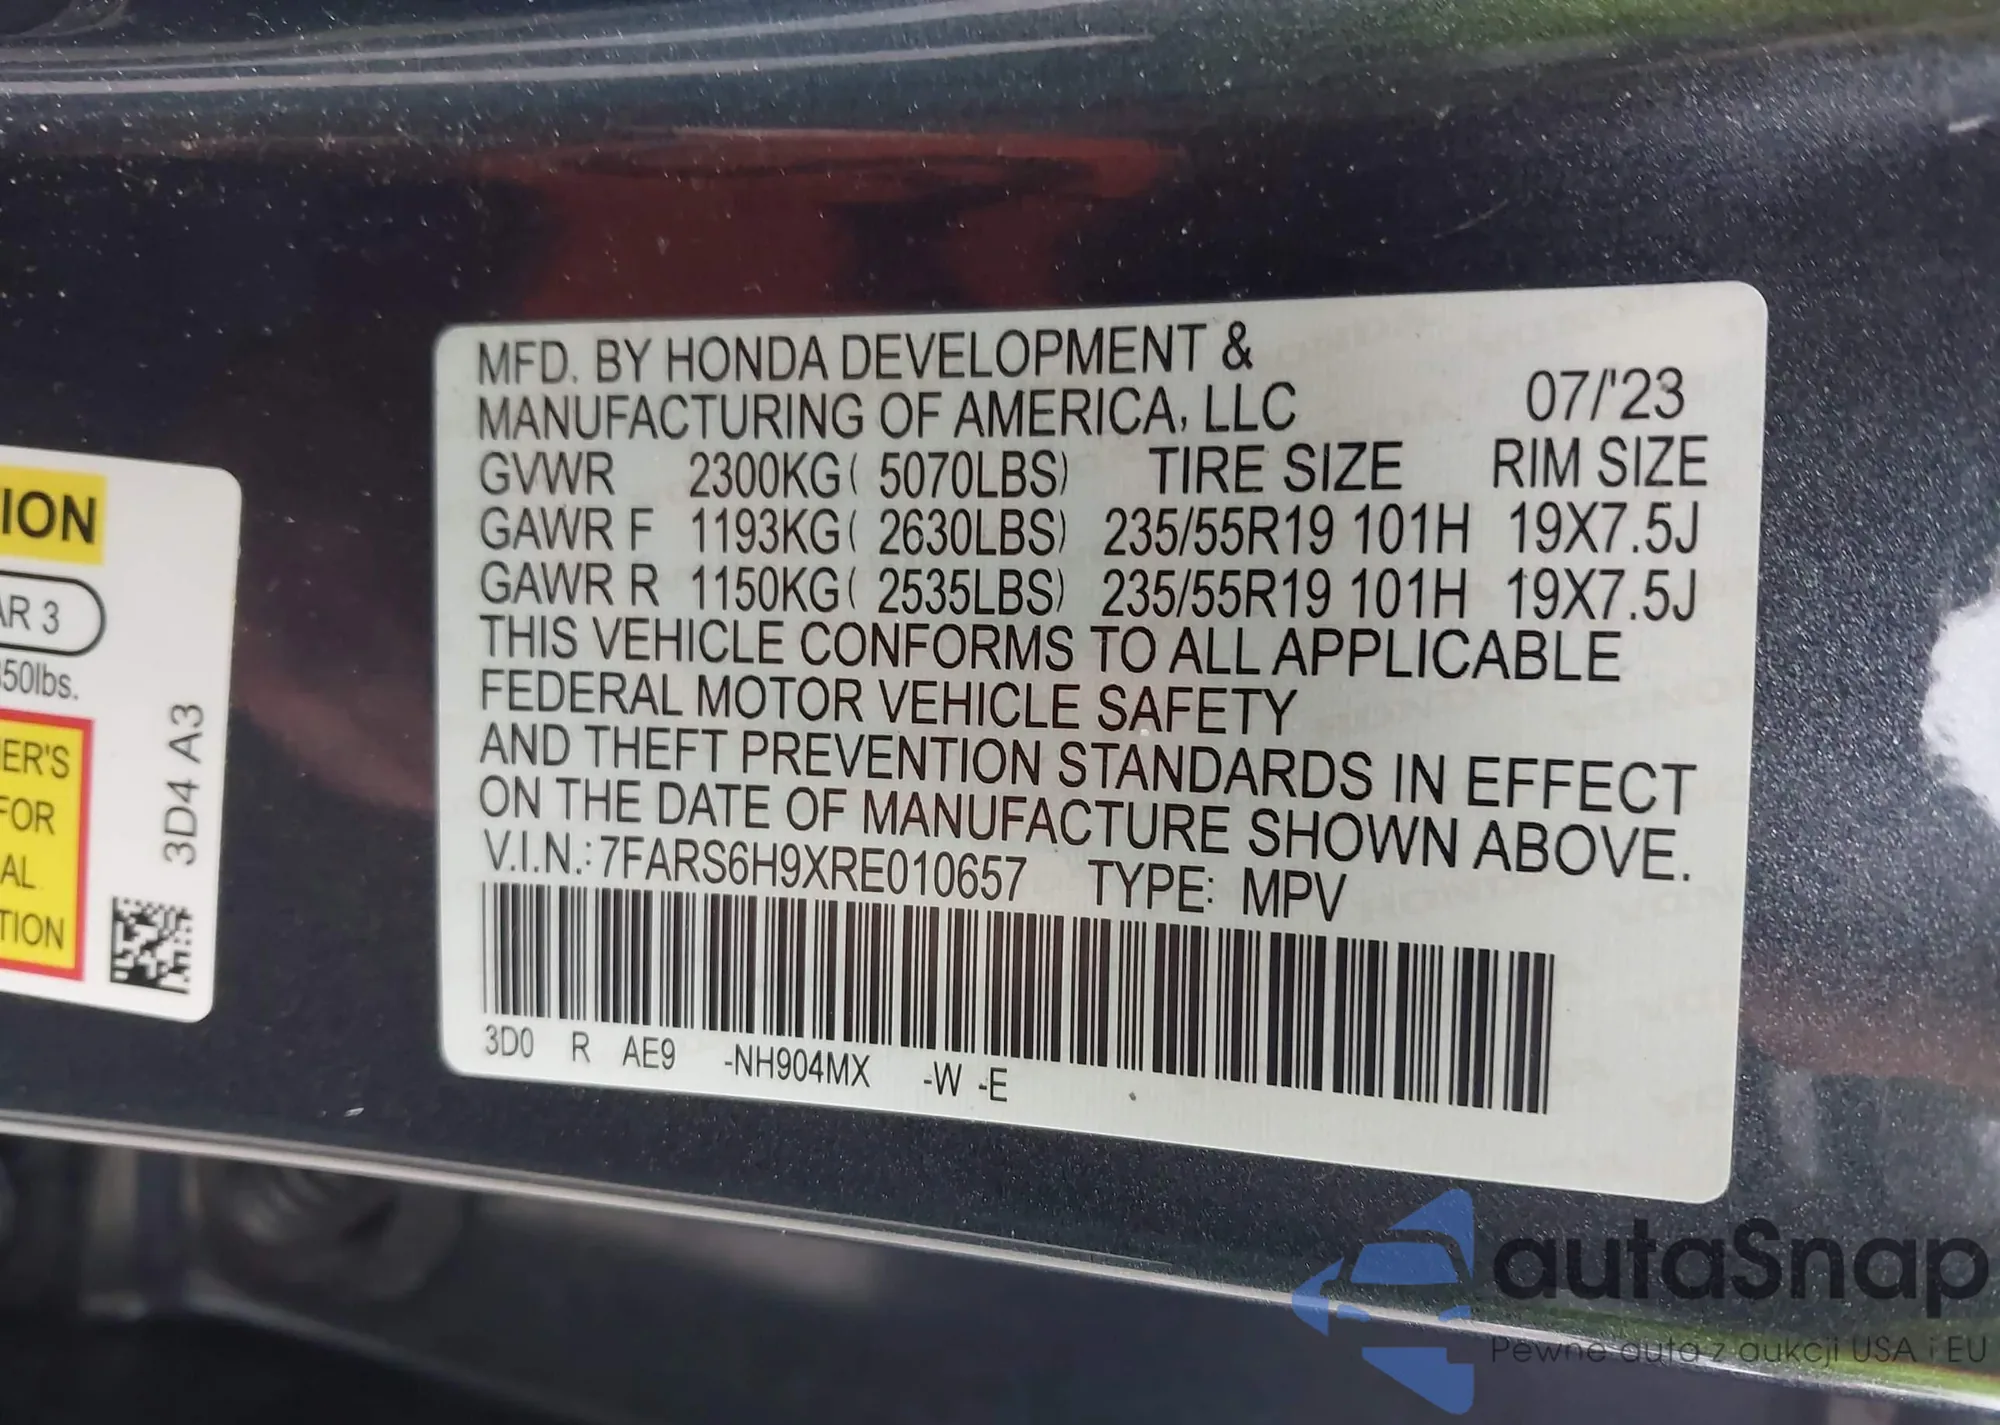 ION
AR 3
50lbs.
ER'S
FOR
AL
TION
3D4 A3
MFD. BY HONDA DEVELOPMENT &
MANUFACTURING OF AMERICA, LLC 07/'23
GVWR 2300KG( 5070LBS) TIRE SIZE RIM SIZE
GAWR F 1193KG( 2630LBS) 235/55R19 101H 19X7.5J
GAWR R 1150KG( 2535LBS) 235/55R19 101H 19X7.5J
THIS VEHICLE CONFORMS TO ALL APPLICABLE
FEDERAL MOTOR VEHICLE SAFETY
AND THEFT PREVENTION STANDARDS IN EFFECT
ON THE DATE OF MANUFACTURE SHOWN ABOVE.
V.I.N.:7FARS6H9XRE010657 TYPE: MPV
3D0 R AE9 -NH904MX -W -E
autaSnap
Pewne auta z aukcji USA i EU